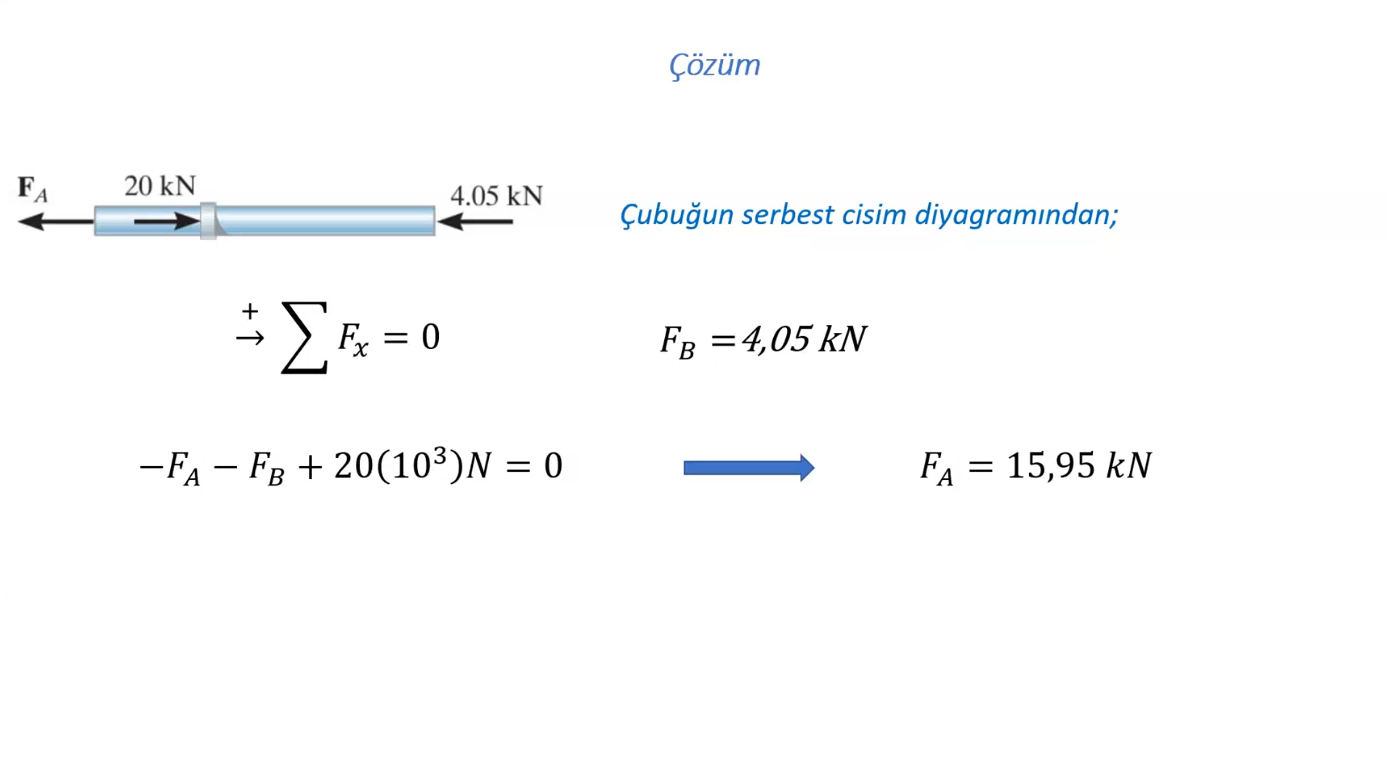 Çözüm
F_A
20 kN
4.05 kN
Çubuğun serbest cisim diyagramından;
+→ ∑ F_x = 0
F_B = 4,05 kN
−F_A − F_B + 20(10³)N = 0
F_A = 15,95 kN